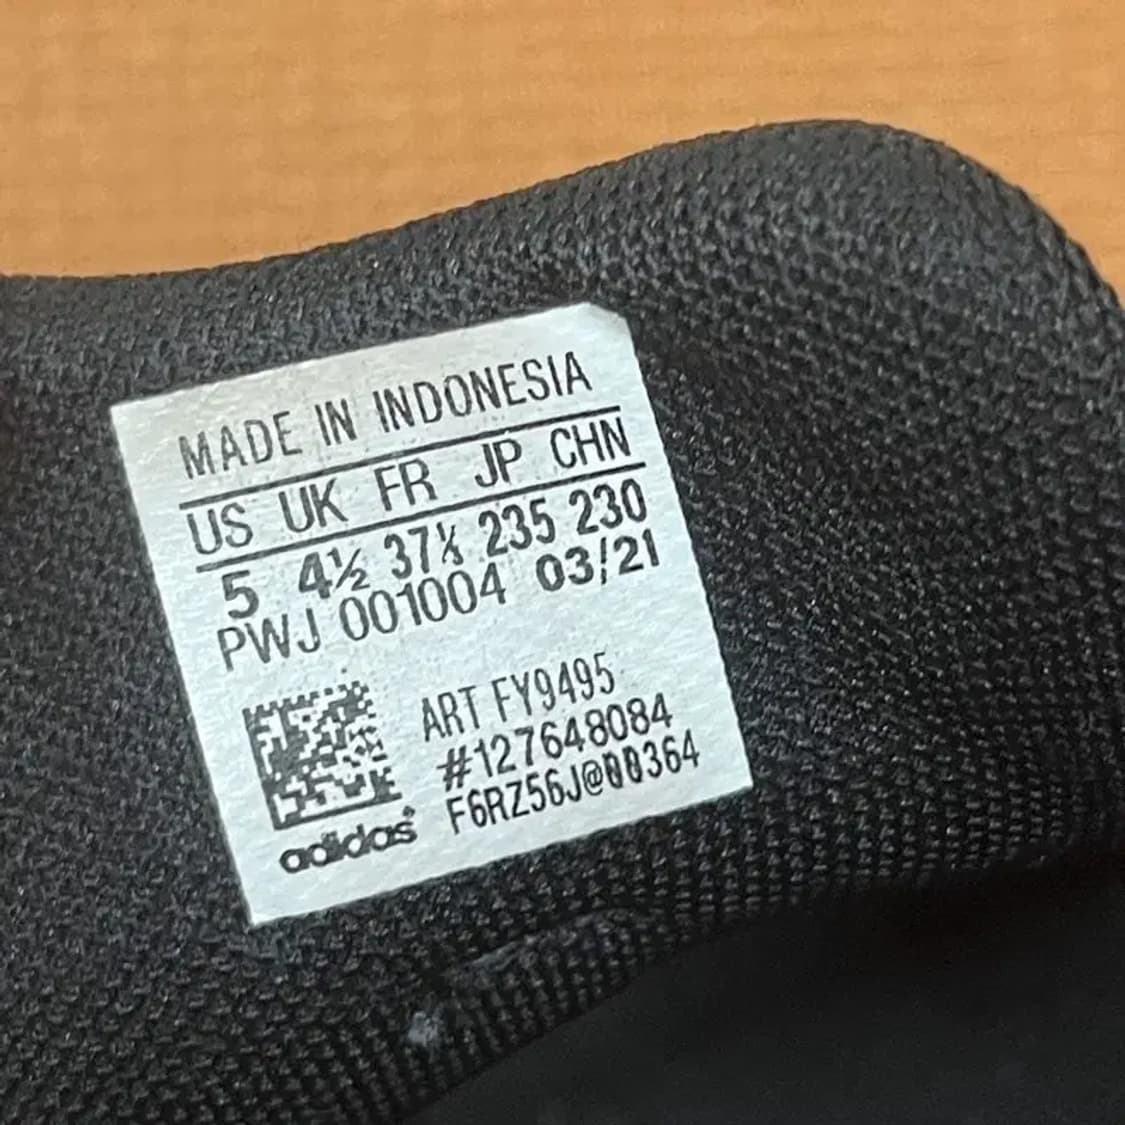 MADE IN INDONESIA
US UK FR JP CHN
5 4½ 37⅓ 235 230
PWJ 001004 03/21
ART FY9495
#127648084
F6RZ56J@00364
adidas